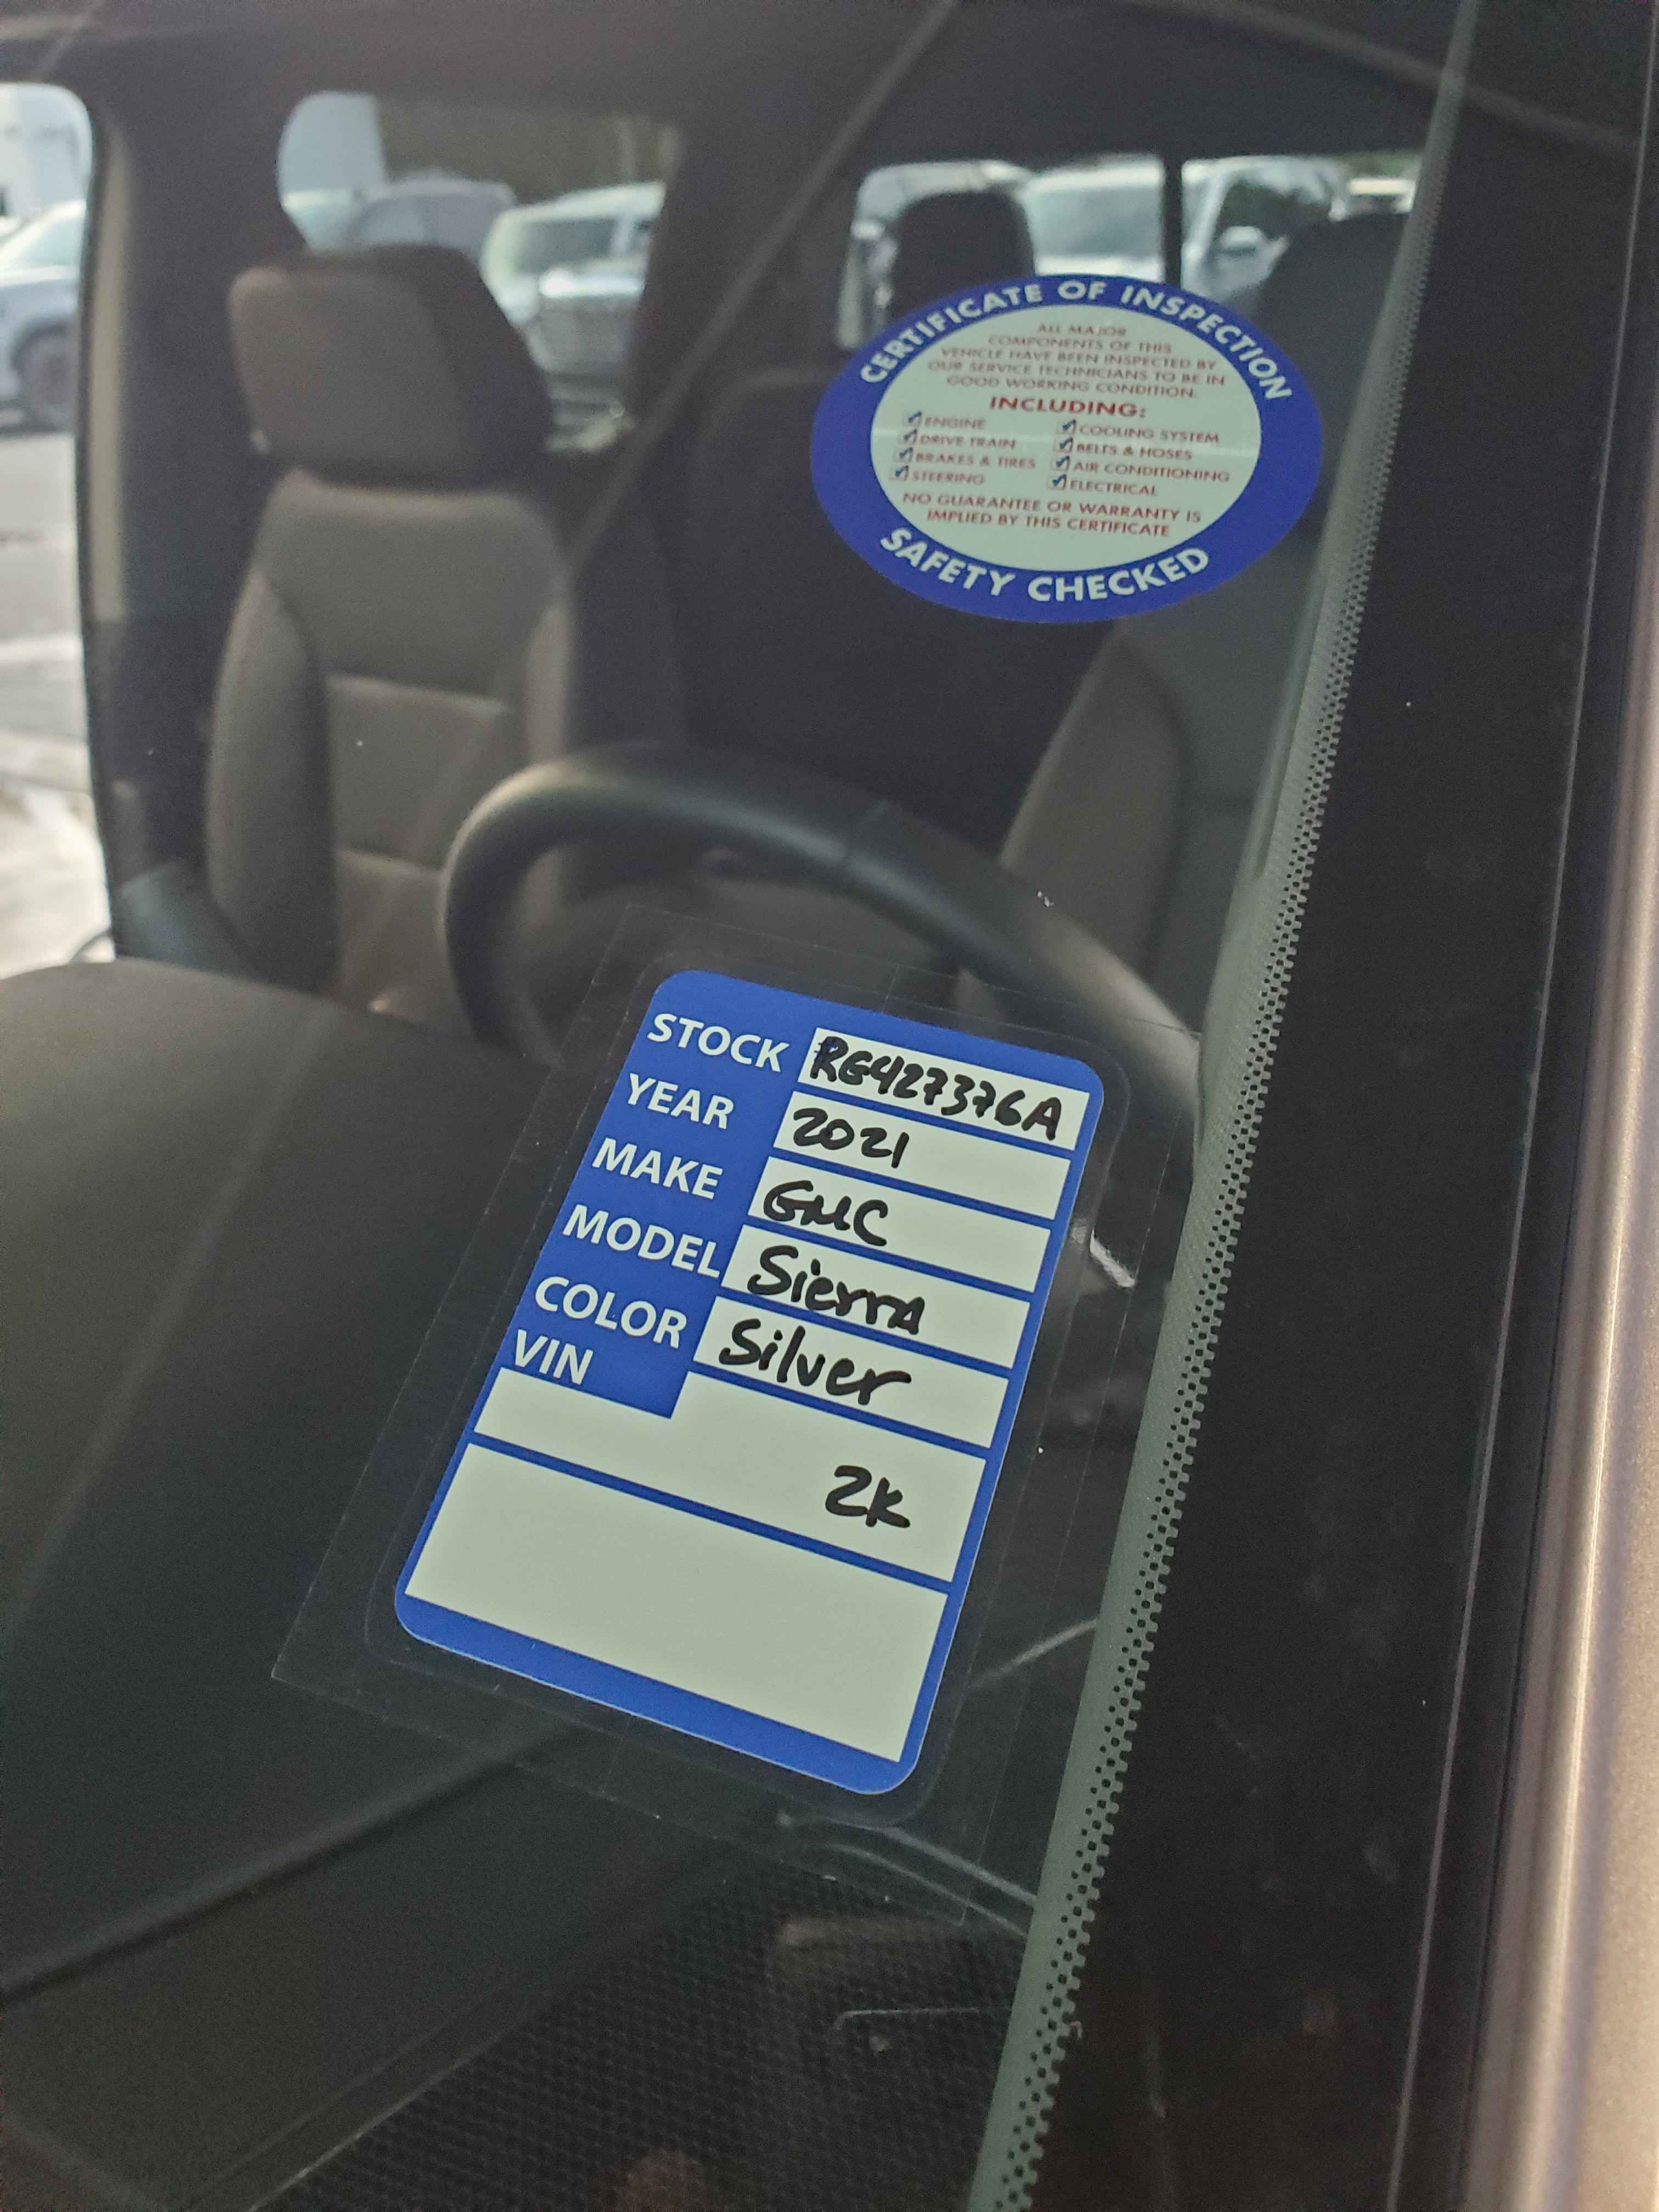 CERTIFICATE OF INSPECTION
ALL MAJOR
COMPONENTS OF THIS
VEHICLE HAVE BEEN INSPECTED BY
OUR SERVICE TECHNICIANS TO BE IN
GOOD WORKING CONDITION.
INCLUDING:
ENGINE COOLING SYSTEM
DRIVE TRAIN BELTS & HOSES
BRAKES & TIRES AIR CONDITIONING
STEERING ELECTRICAL
NO GUARANTEE OR WARRANTY IS
IMPLIED BY THIS CERTIFICATE
SAFETY CHECKED
STOCK RG427376A
YEAR 2021
MAKE GMC
MODEL Sierra
COLOR Silver
VIN
2K